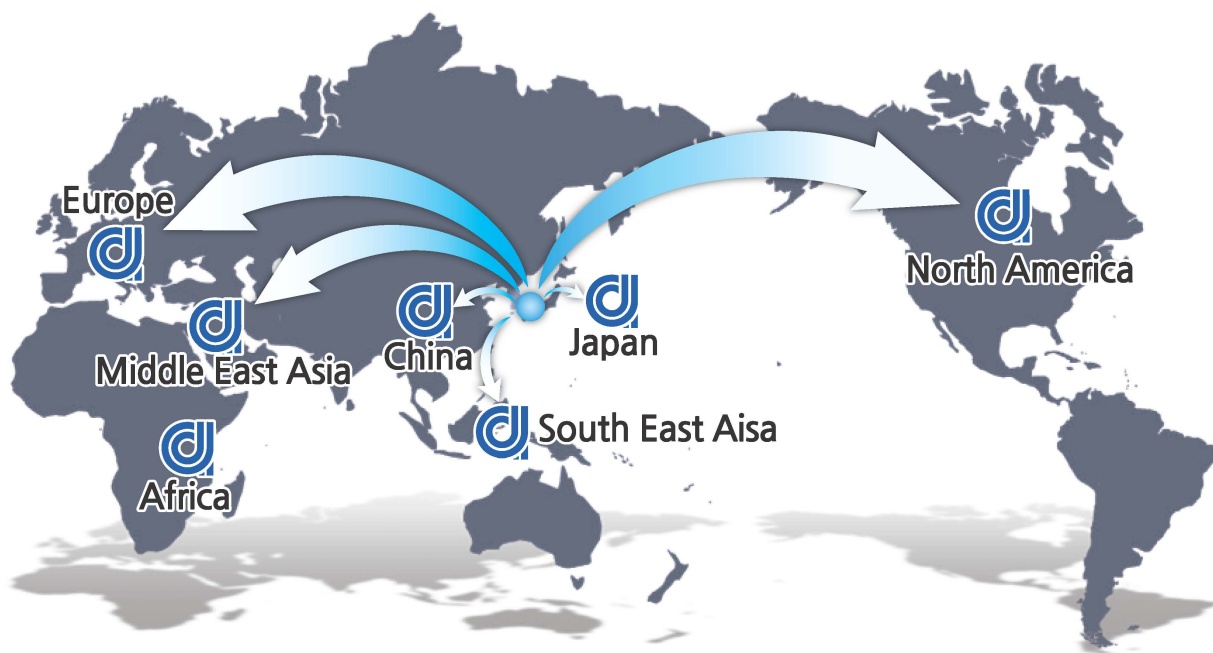 Europe
North America
Middle East Asia
China
Japan
South East Aisa
Africa